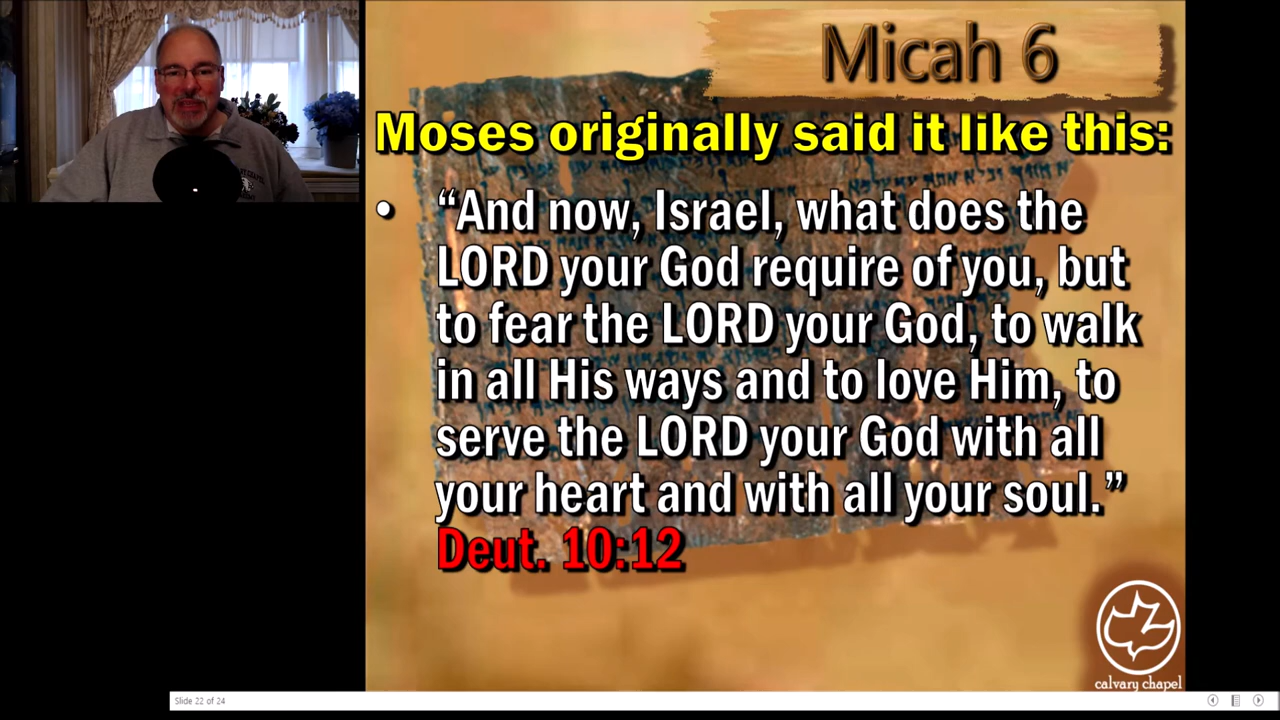 Micah 6
Moses originally said it like this:
• “And now, Israel, what does the
LORD your God require of you, but
to fear the LORD your God, to walk
in all His ways and to love Him, to
serve the LORD your God with all
your heart and with all your soul.”
Deut. 10:12
calvary chapel
Slide 22 of 24